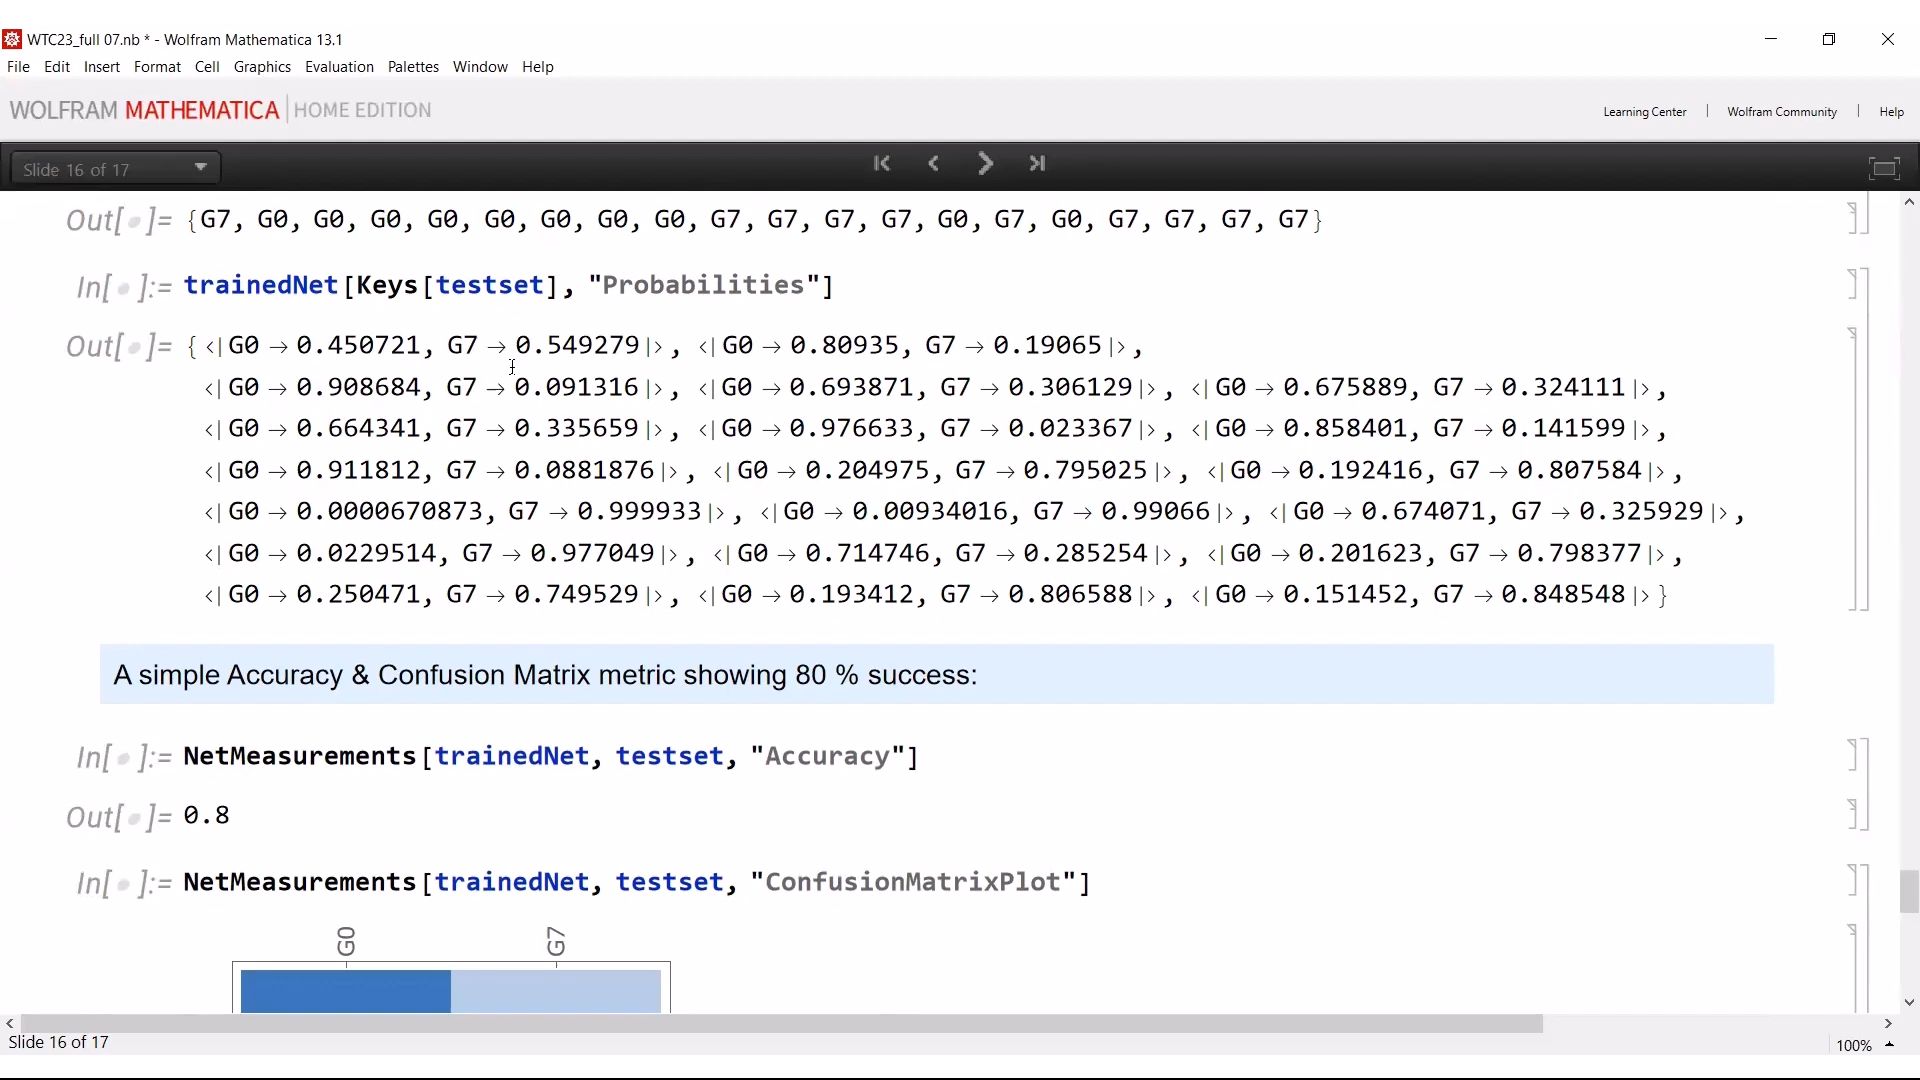 WTC23_full 07.nb * - Wolfram Mathematica 13.1
File Edit Insert Format Cell Graphics Evaluation Palettes Window Help
WOLFRAM MATHEMATICA HOME EDITION Learning Center Wolfram Community Help
Slide 16 of 17
Out[ ]= {G7, G0, G0, G0, G0, G0, G0, G0, G0, G7, G7, G7, G7, G0, G7, G0, G7, G7, G7, G7}
In[ ]:= trainedNet[Keys[testset], "Probabilities"]
Out[ ]= {<|G0 → 0.450721, G7 → 0.549279|>, <|G0 → 0.80935, G7 → 0.19065|>,
<|G0 → 0.908684, G7 → 0.091316|>, <|G0 → 0.693871, G7 → 0.306129|>, <|G0 → 0.675889, G7 → 0.324111|>,
<|G0 → 0.664341, G7 → 0.335659|>, <|G0 → 0.976633, G7 → 0.023367|>, <|G0 → 0.858401, G7 → 0.141599|>,
<|G0 → 0.911812, G7 → 0.0881876|>, <|G0 → 0.204975, G7 → 0.795025|>, <|G0 → 0.192416, G7 → 0.807584|>,
<|G0 → 0.0000670873, G7 → 0.999933|>, <|G0 → 0.00934016, G7 → 0.99066|>, <|G0 → 0.674071, G7 → 0.325929|>,
<|G0 → 0.0229514, G7 → 0.977049|>, <|G0 → 0.714746, G7 → 0.285254|>, <|G0 → 0.201623, G7 → 0.798377|>,
<|G0 → 0.250471, G7 → 0.749529|>, <|G0 → 0.193412, G7 → 0.806588|>, <|G0 → 0.151452, G7 → 0.848548|>}
A simple Accuracy & Confusion Matrix metric showing 80 % success:
In[ ]:= NetMeasurements[trainedNet, testset, "Accuracy"]
Out[ ]= 0.8
In[ ]:= NetMeasurements[trainedNet, testset, "ConfusionMatrixPlot"]
G0 G7
Slide 16 of 17
100%